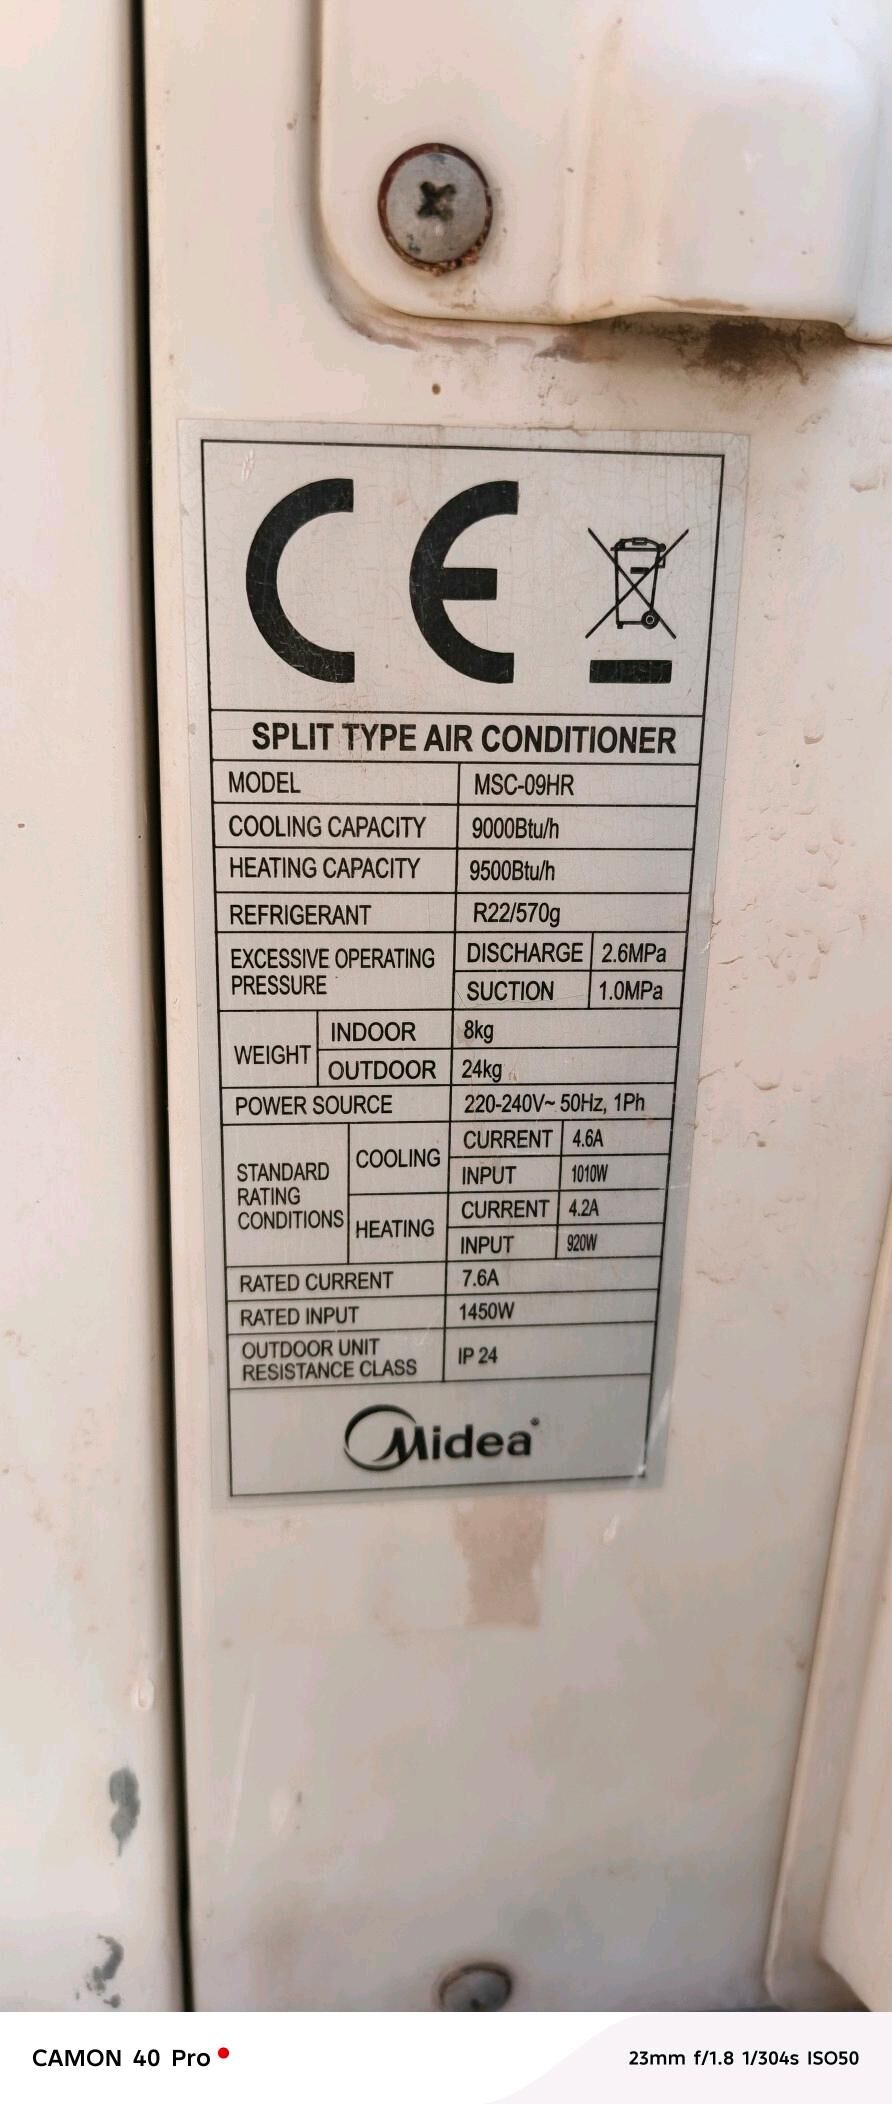 CE
SPLIT TYPE AIR CONDITIONER
MODEL MSC-09HR
COOLING CAPACITY 9000Btu/h
HEATING CAPACITY 9500Btu/h
REFRIGERANT R22/570g
EXCESSIVE OPERATING PRESSURE DISCHARGE 2.6MPa
SUCTION 1.0MPa
WEIGHT INDOOR 8kg
OUTDOOR 24kg
POWER SOURCE 220-240V~ 50Hz, 1Ph
STANDARD RATING CONDITIONS COOLING CURRENT 4.6A
INPUT 1010W
HEATING CURRENT 4.2A
INPUT 920W
RATED CURRENT 7.6A
RATED INPUT 1450W
OUTDOOR UNIT RESISTANCE CLASS IP 24
Midea®
CAMON 40 Pro 23mm f/1.8 1/304s ISO50